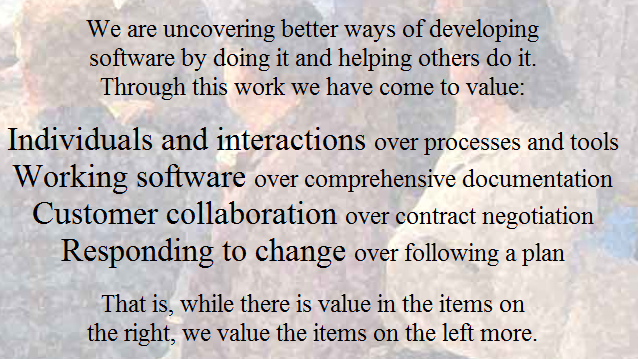 We are uncovering better ways of developing
software by doing it and helping others do it.
Through this work we have come to value:
Individuals and interactions over processes and tools
Working software over comprehensive documentation
Customer collaboration over contract negotiation
Responding to change over following a plan
That is, while there is value in the items on
the right, we value the items on the left more.